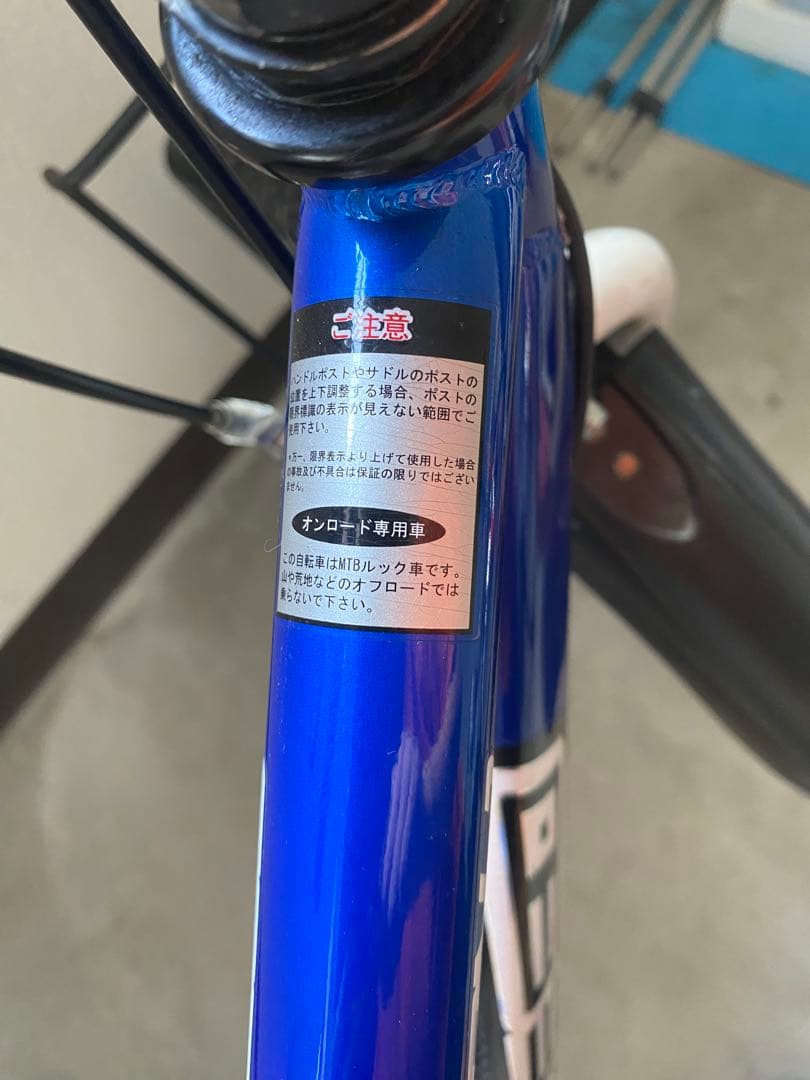 ご注意
ハンドルポストやサドルのポストの
位置を上下調整する場合、ポストの
限界標識の表示が見えない範囲でご
使用下さい。
*万一、限界表示より上げて使用した場合
の事故及び不具合は保証の限りではござい
ません。
オンロード専用車
この自転車はMTBルック車です。
山や荒地などのオフロードでは
乗らないで下さい。